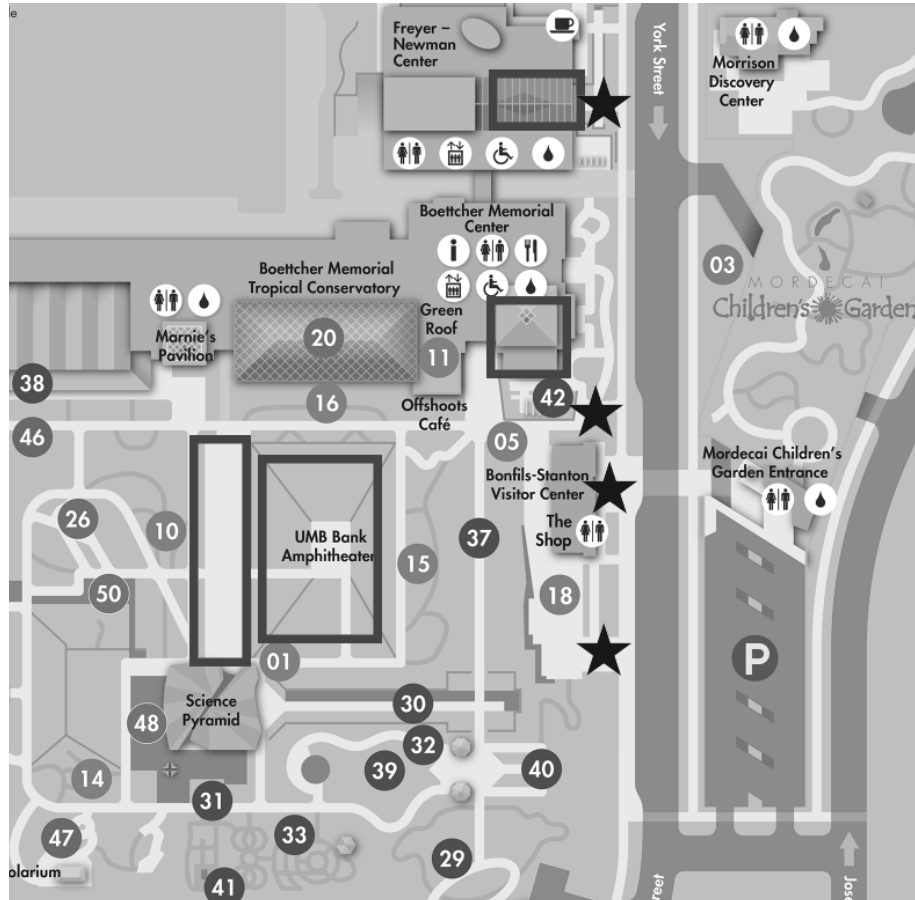 Freyer –
Newman
Center
York Street
Morrison
Discovery
Center
Boettcher Memorial
Center
03
MORDECAI
Children's Garden
Boettcher Memorial
Tropical Conservatory
Green
Roof
Marnie's
Pavilion
20
11
38
16
Offshoots
Café
42
46
05
Mordecai Children's
Garden Entrance
Bonfils-Stanton
Visitor Center
The
Shop
26
10
UMB Bank
Amphitheater
37
15
50
18
01
P
Science
Pyramid
48
30
32
39
40
14
31
47
33
29
olarium
41